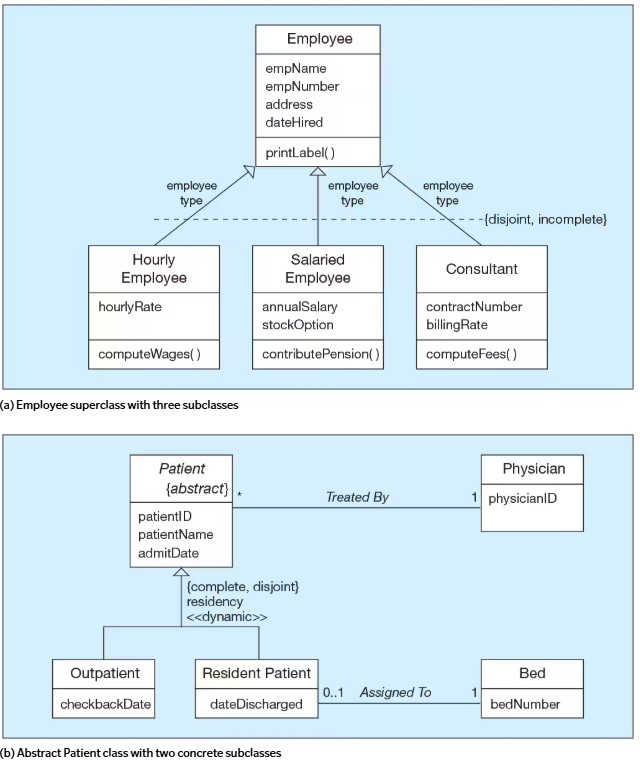 Employee
empName
empNumber
address
dateHired
printLabel( )
employee
type
employee
type
employee
type
{disjoint, incomplete}
Hourly
Employee
hourlyRate
computeWages( )
Salaried
Employee
annualSalary
stockOption
contributePension( )
Consultant
contractNumber
billingRate
computeFees( )
(a) Employee superclass with three subclasses
Patient
{abstract}
patientID
patientName
admitDate
* Treated By 1
Physician
physicianID
{complete, disjoint}
residency
<<dynamic>>
Outpatient
checkbackDate
Resident Patient
dateDischarged
0..1 Assigned To 1
Bed
bedNumber
(b) Abstract Patient class with two concrete subclasses